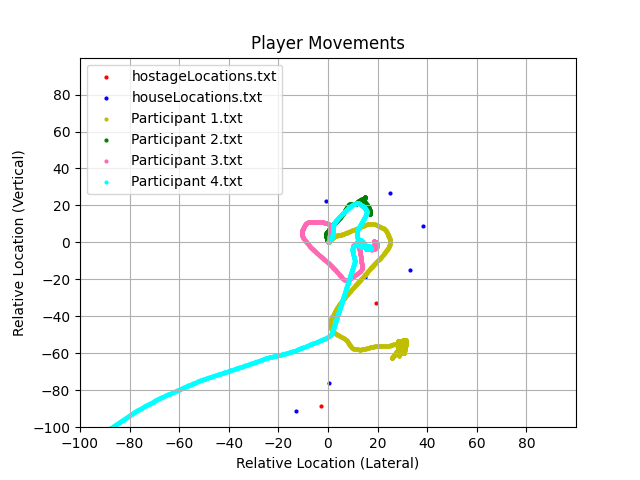 Player Movements
hostageLocations.txt
houseLocations.txt
Participant 1.txt
Participant 2.txt
Participant 3.txt
Participant 4.txt
Relative Location (Vertical)
80
60
40
20
0
−20
−40
−60
−80
−100
−100 −80 −60 −40 −20 0 20 40 60 80
Relative Location (Lateral)